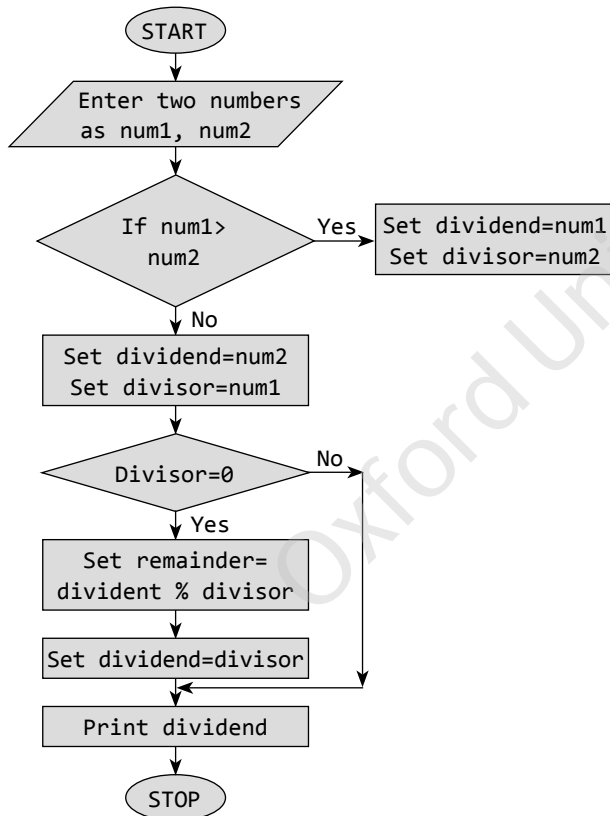 START
Enter two numbers
as num1, num2
If num1>
num2
Yes
Set dividend=num1
Set divisor=num2
No
Set dividend=num2
Set divisor=num1
Divisor=0
No
Yes
Set remainder=
divident % divisor
Set dividend=divisor
Print dividend
STOP
Oxford Uni